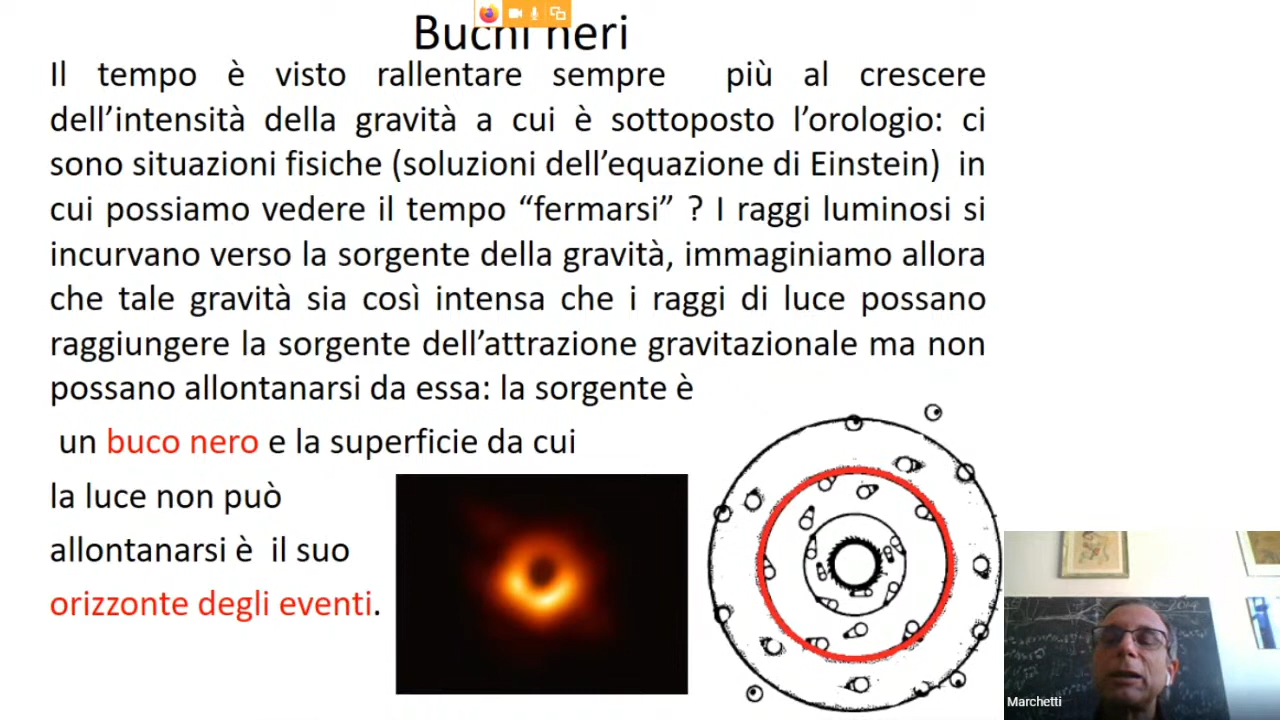 Buchi neri
Il tempo è visto rallentare sempre più al crescere
dell’intensità della gravità a cui è sottoposto l’orologio: ci
sono situazioni fisiche (soluzioni dell’equazione di Einstein) in
cui possiamo vedere il tempo “fermarsi” ? I raggi luminosi si
incurvano verso la sorgente della gravità, immaginiamo allora
che tale gravità sia così intensa che i raggi di luce possano
raggiungere la sorgente dell’attrazione gravitazionale ma non
possano allontanarsi da essa: la sorgente è
un buco nero e la superficie da cui
la luce non può
allontanarsi è il suo
orizzonte degli eventi.
Marchetti